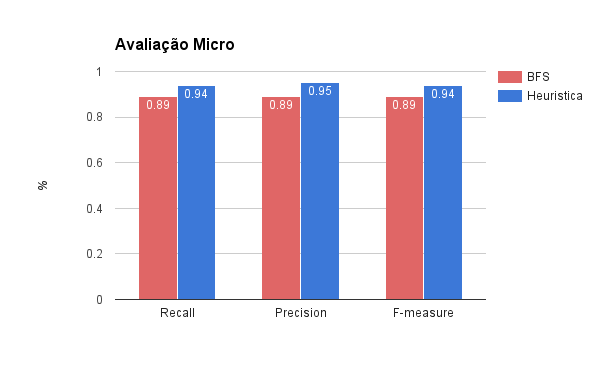 Avaliação Micro
BFS
Heuristica
%
1
0.8
0.6
0.4
0.2
0
0.89
0.94
0.89
0.95
0.89
0.94
Recall
Precision
F-measure